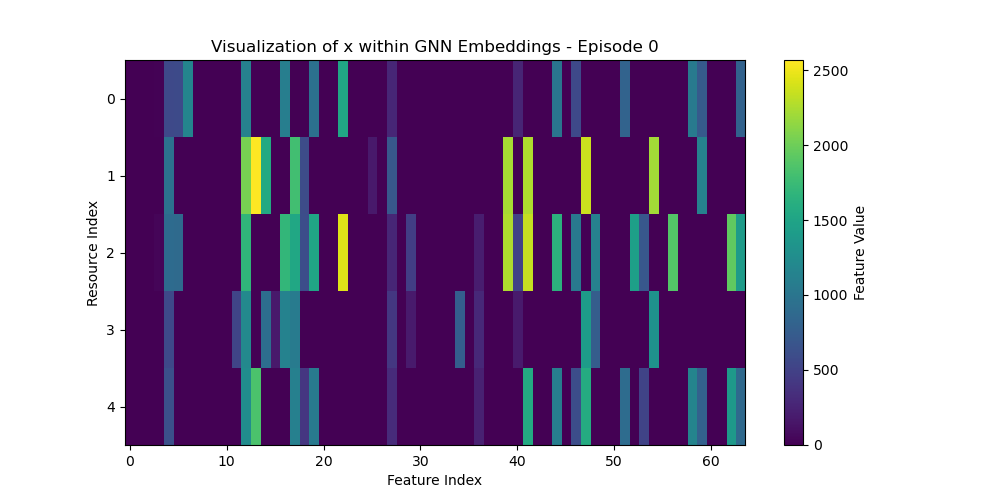 Visualization of x within GNN Embeddings - Episode 0
Resource Index
0
1
2
3
4
0 10 20 30 40 50 60
Feature Index
2500
2000
1500
1000
500
0
Feature Value